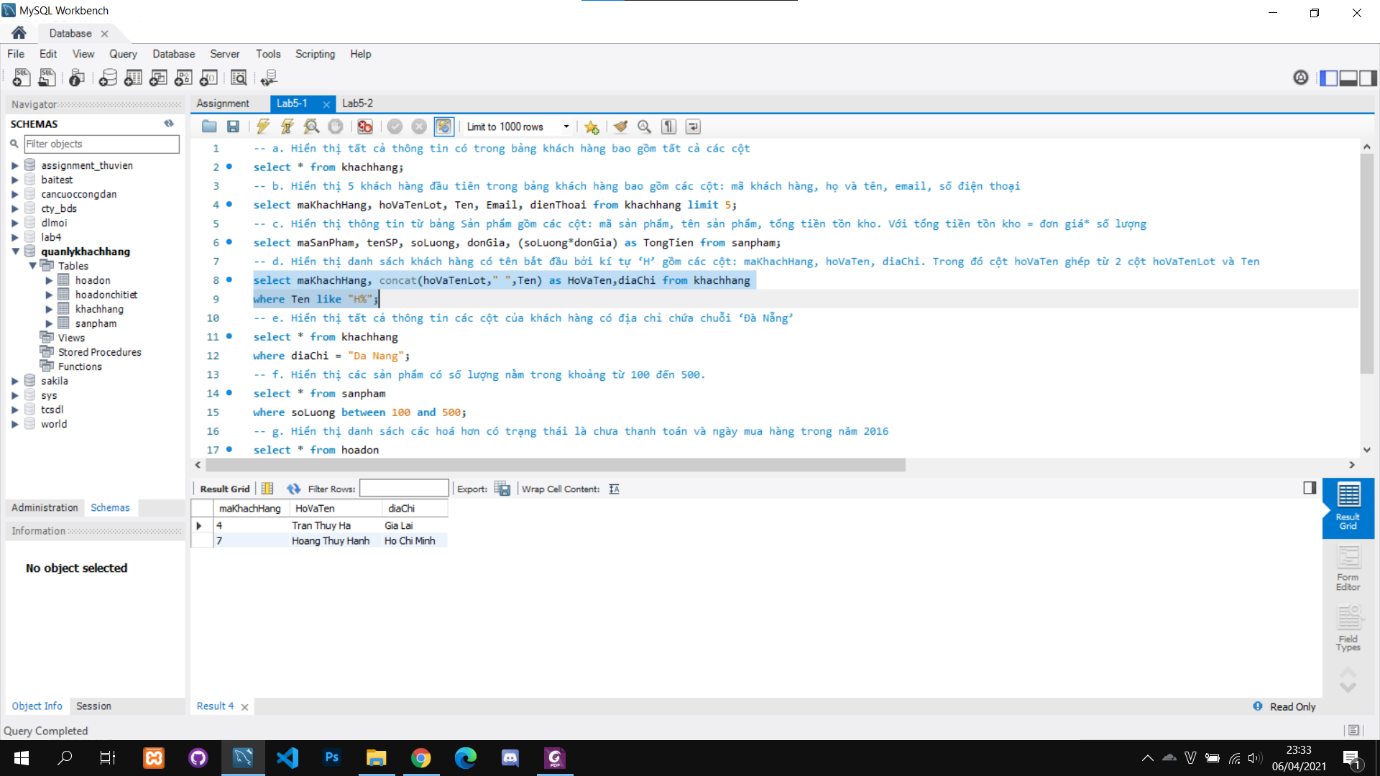 MySQL Workbench
Database
File Edit View Query Database Server Tools Scripting Help
Navigator
SCHEMAS
Filter objects
assignment_thuvien
baitest
cancuoccongdan
cty_bds
dlmoi
lab4
quanlykhachhang
Tables
hoadon
hoadonchitiet
khachhang
sanpham
Views
Stored Procedures
Functions
sakila
sys
tcsdl
world
Administration Schemas
Information
No object selected
Object Info Session
Query Completed
Assignment Lab5-1 Lab5-2
Limit to 1000 rows
1 -- a. Hiển thị tất cả thông tin có trong bảng khách hàng bao gồm tất cả các cột
2 select * from khachhang;
3 -- b. Hiển thị 5 khách hàng đầu tiên trong bảng khách hàng bao gồm các cột: mã khách hàng, họ và tên, email, số điện thoại
4 select maKhachHang, hoVaTenLot, Ten, Email, dienThoai from khachhang limit 5;
5 -- c. Hiển thị thông tin từ bảng Sản phẩm gồm các cột: mã sản phẩm, tên sản phẩm, tổng tiền tồn kho. Với tổng tiền tồn kho = đơn giá* số lượng
6 select maSanPham, tenSP, soLuong, donGia, (soLuong*donGia) as TongTien from sanpham;
7 -- d. Hiển thị danh sách khách hàng có tên bắt đầu bởi kí tự ‘H’ gồm các cột: maKhachHang, hoVaTen, diaChi. Trong đó cột hoVaTen ghép từ 2 cột hoVaTenLot và Ten
8 select maKhachHang, concat(hoVaTenLot," ",Ten) as HoVaTen,diaChi from khachhang
9 where Ten like "H%";
10 -- e. Hiển thị tất cả thông tin các cột của khách hàng có địa chỉ chứa chuỗi ‘Đà Nẵng’
11 select * from khachhang
12 where diaChi = "Da Nang";
13 -- f. Hiển thị các sản phẩm có số lượng nằm trong khoảng từ 100 đến 500.
14 select * from sanpham
15 where soLuong between 100 and 500;
16 -- g. Hiển thị danh sách các hoá hơn có trạng thái là chưa thanh toán và ngày mua hàng trong năm 2016
17 select * from hoadon
Result Grid Filter Rows: Export: Wrap Cell Content:
maKhachHang HoVaTen diaChi
4 Tran Thuy Ha Gia Lai
7 Hoang Thuy Hanh Ho Chi Minh
Result Grid
Form Editor
Field Types
Result 4
Read Only
23:33
06/04/2021